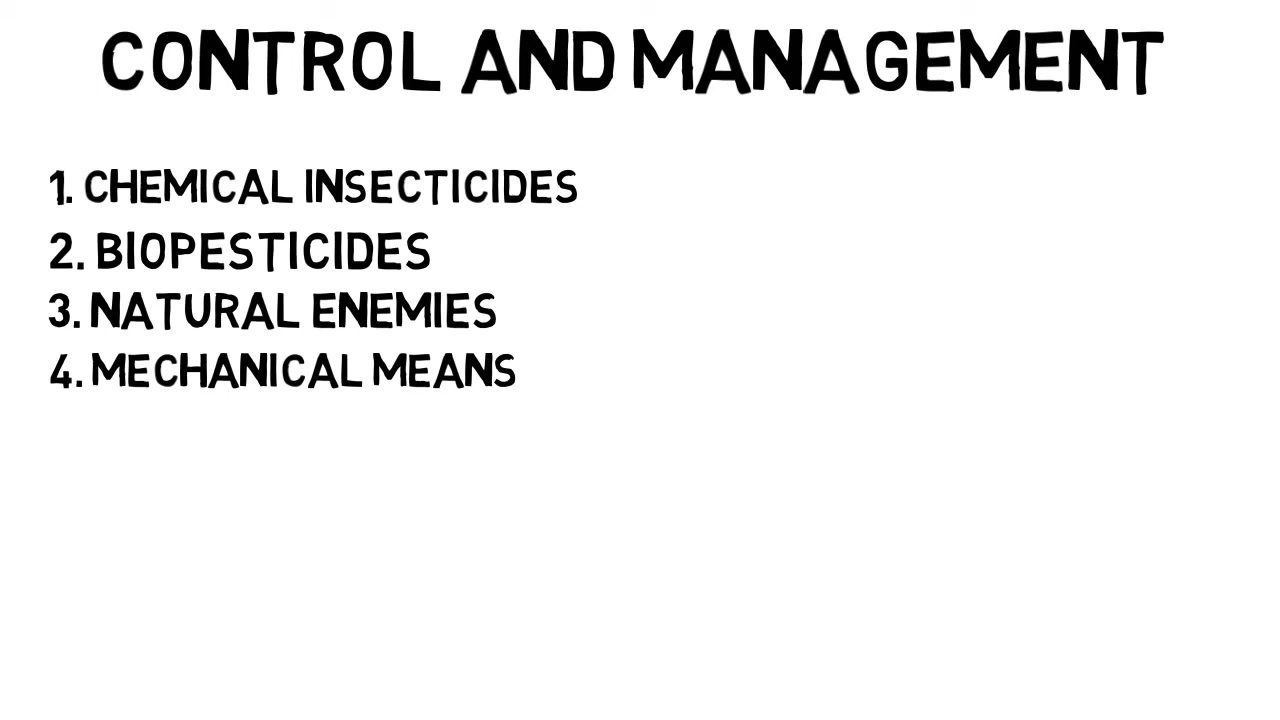 CONTROL AND MANAGEMENT
1. CHEMICAL INSECTICIDES
2. BIOPESTICIDES
3. NATURAL ENEMIES
4. MECHANICAL MEANS